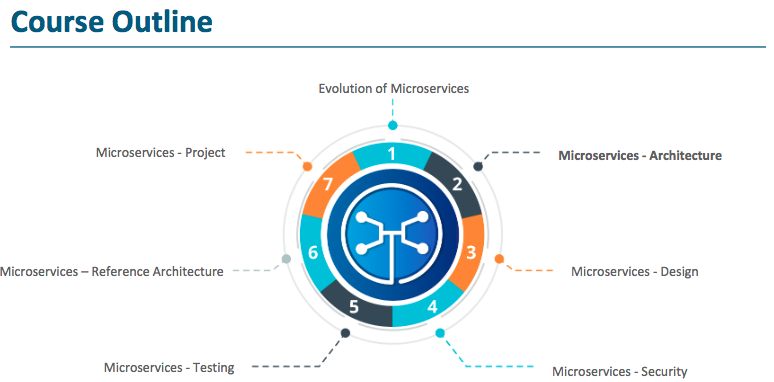 Course Outline
Evolution of Microservices
Microservices - Project
Microservices - Architecture
1
7
2
6
3
5
4
Microservices – Reference Architecture
Microservices - Design
Microservices - Testing
Microservices - Security